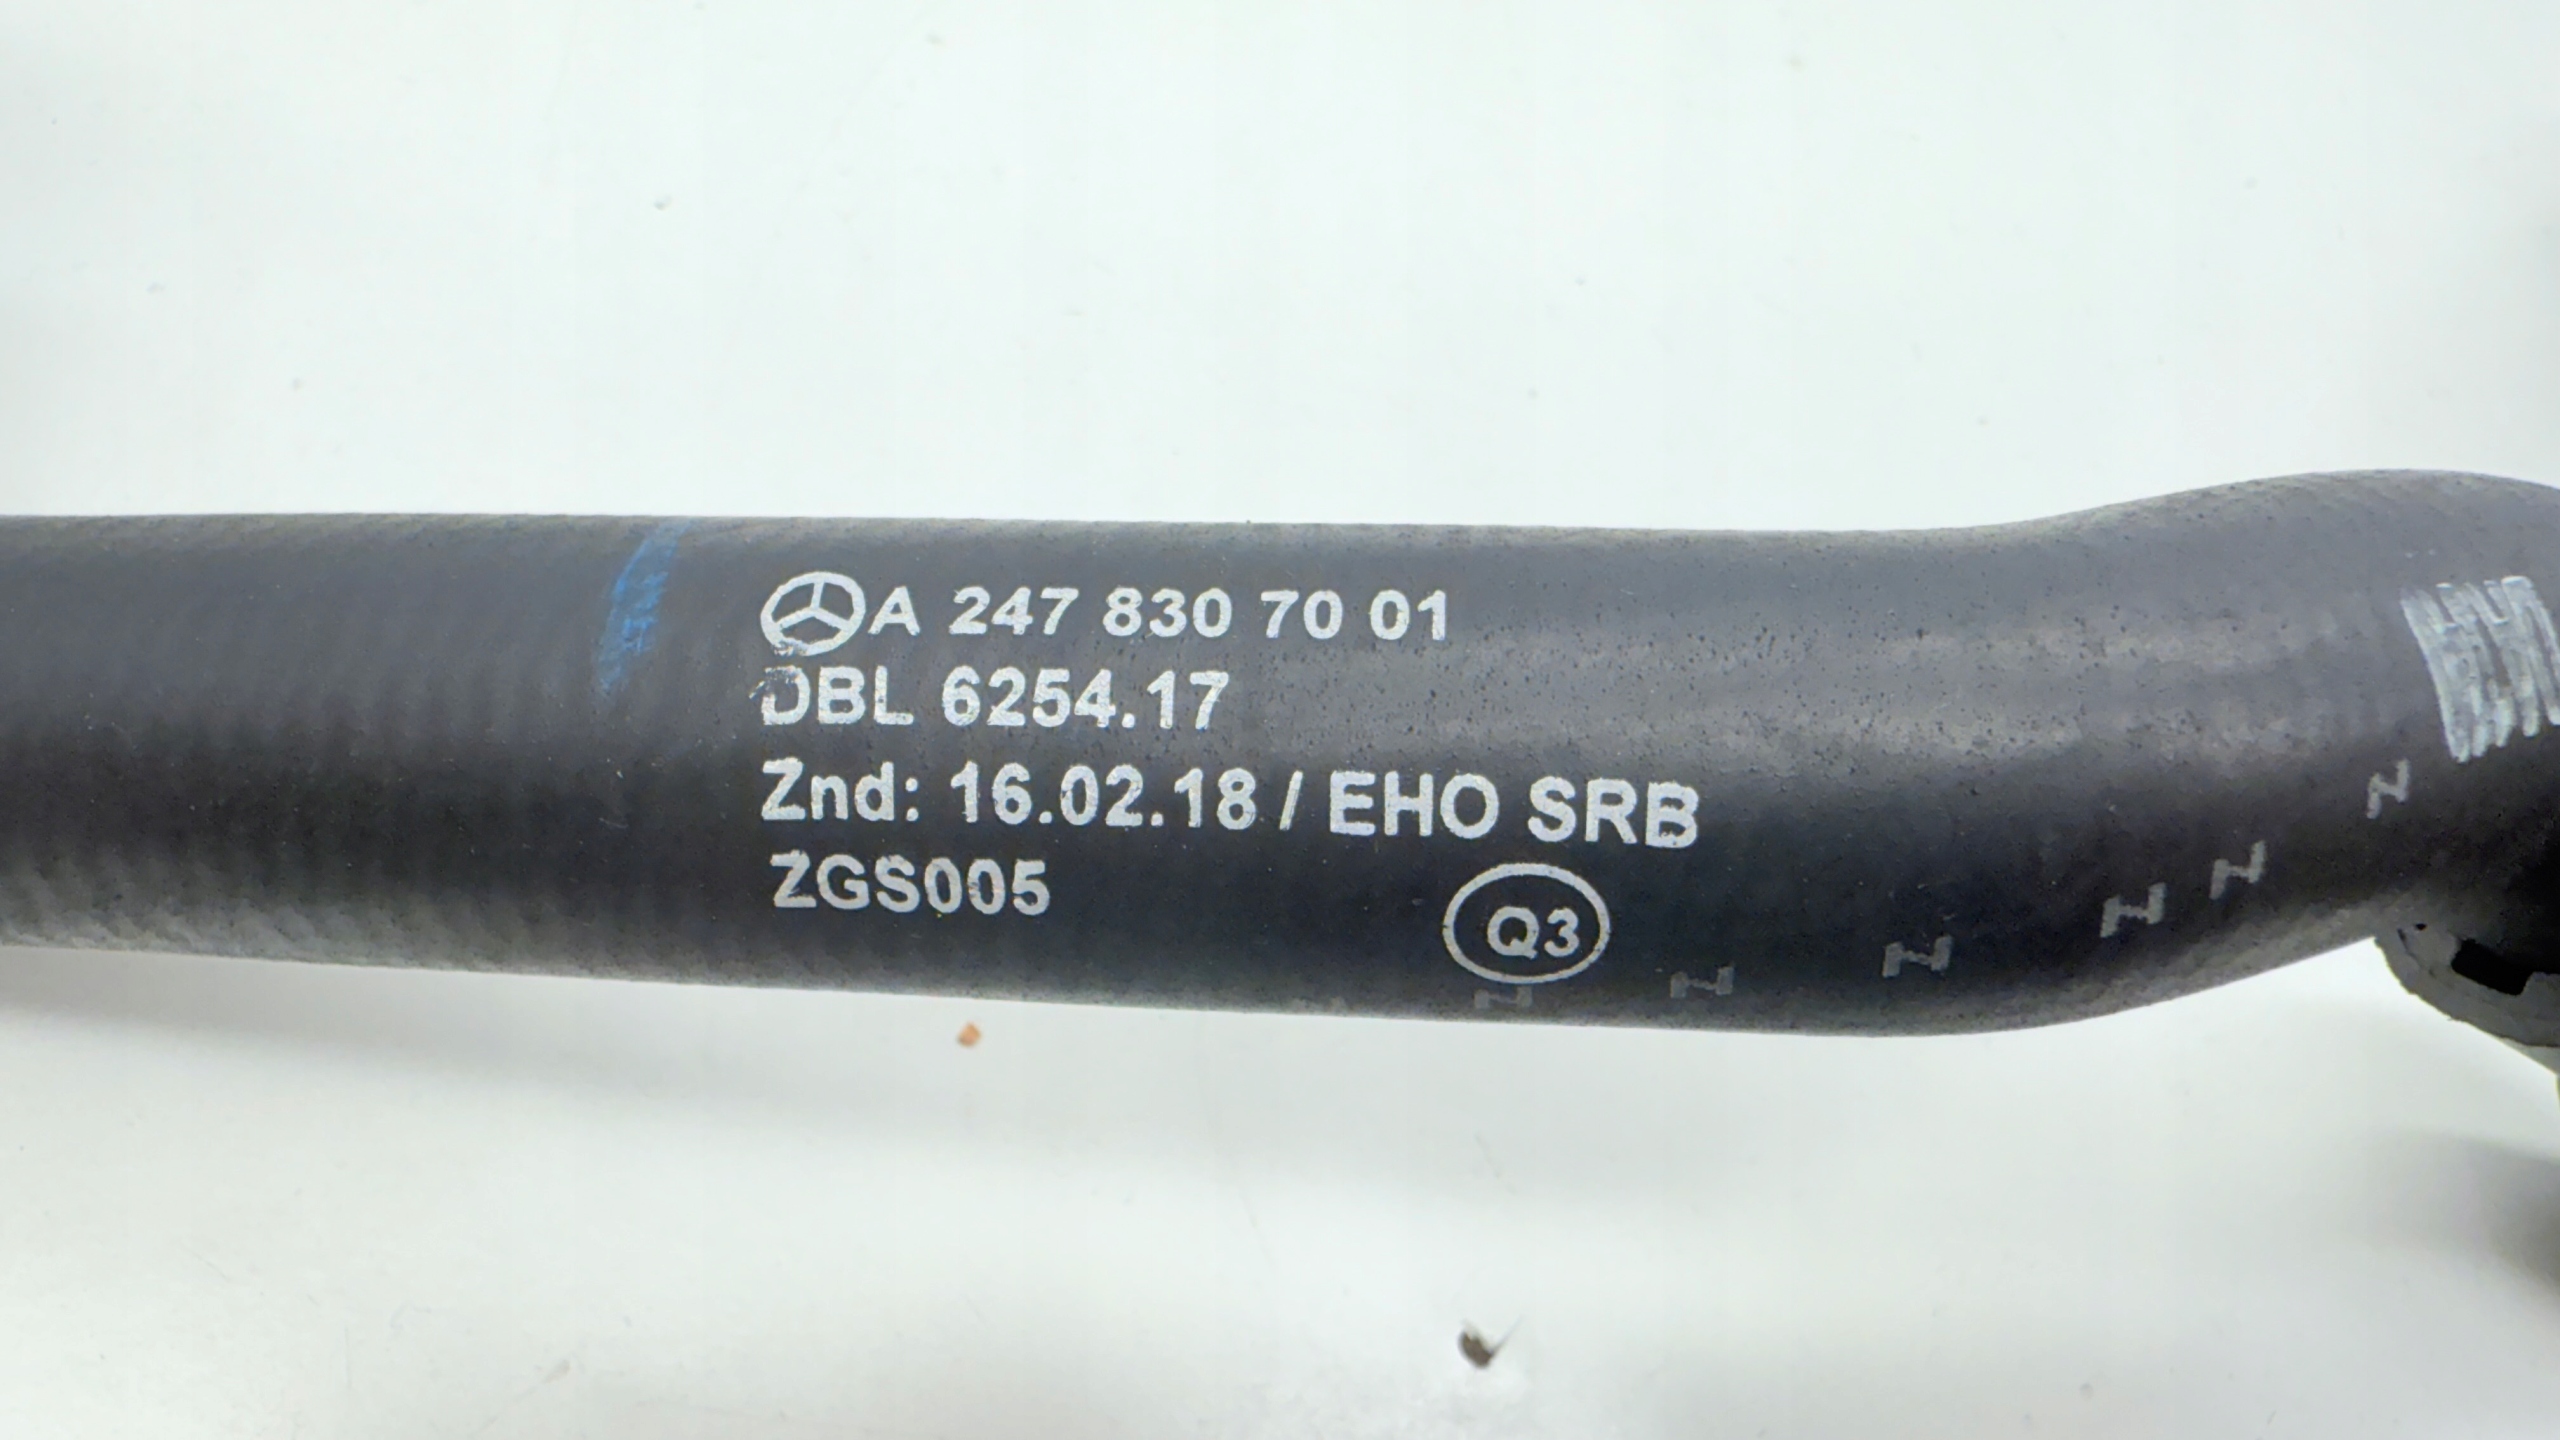 A 247 830 70 01
DBL 6254.17
Znd: 16.02.18 / EHO SRB
ZGS005
Q3
N N N N N N